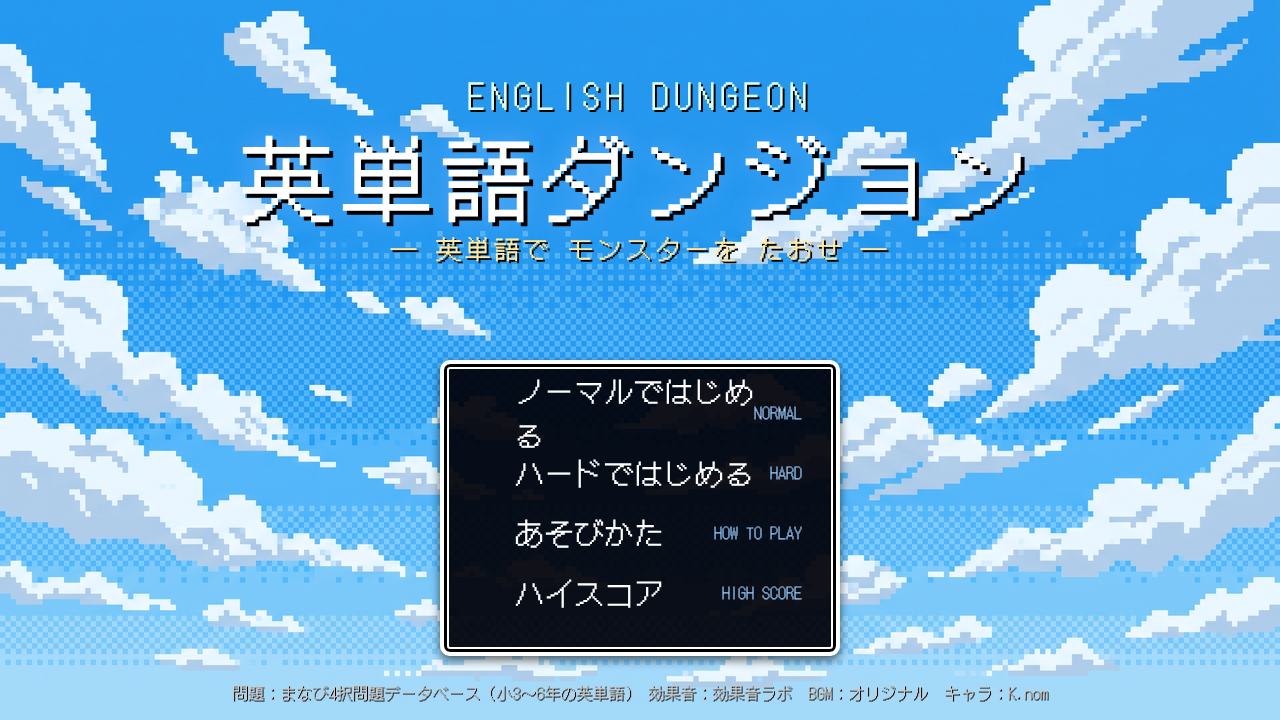 ENGLISH DUNGEON
英単語ダンジョン
― 英単語で モンスターを たおせ ―
ノーマルではじめ
る
NORMAL
ハードではじめる HARD
あそびかた HOW TO PLAY
ハイスコア HIGH SCORE
問題：まなび4択問題データベース（小3〜6年の英単語） 効果音：効果音ラボ BGM：オリジナル キャラ：K.nom